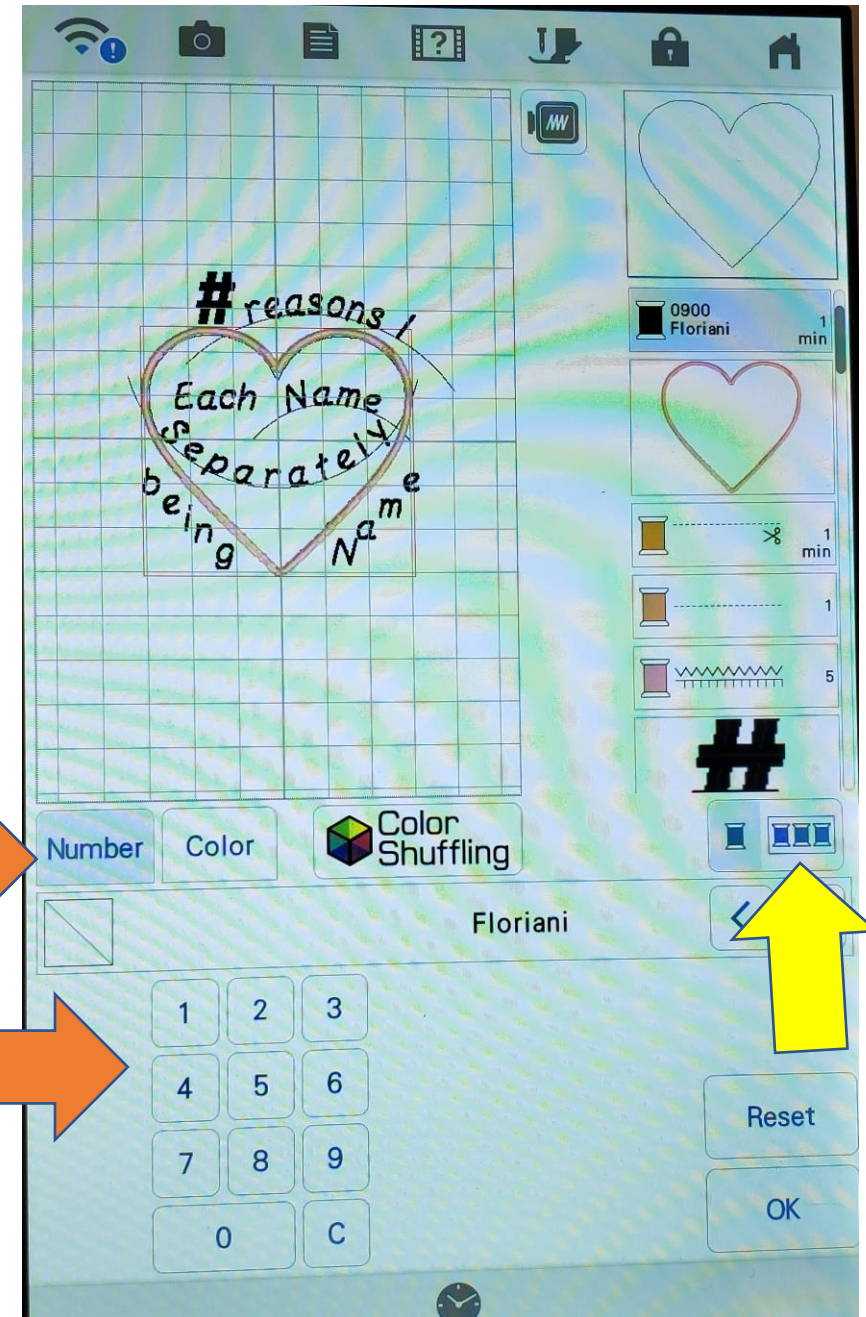 # reasons I
Each Name
Separately
being
Name
0900
Floriani
1
min
1
min
1
5
#
Number
Color
Color
Shuffling
Floriani
1 2 3
4 5 6
7 8 9
0 C
Reset
OK